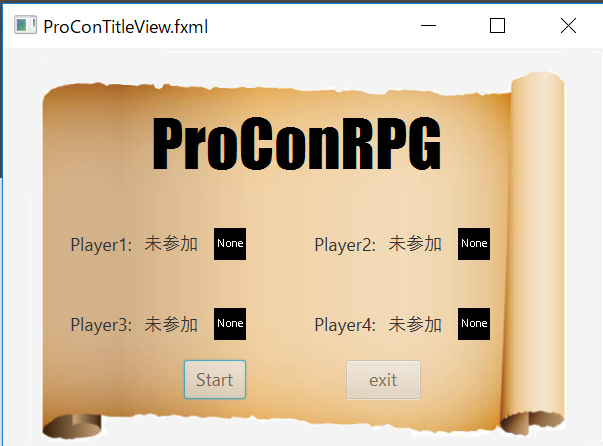 ProConTitleView.fxml
ProConRPG
Player1: 未参加 None Player2: 未参加 None
Player3: 未参加 None Player4: 未参加 None
Start exit